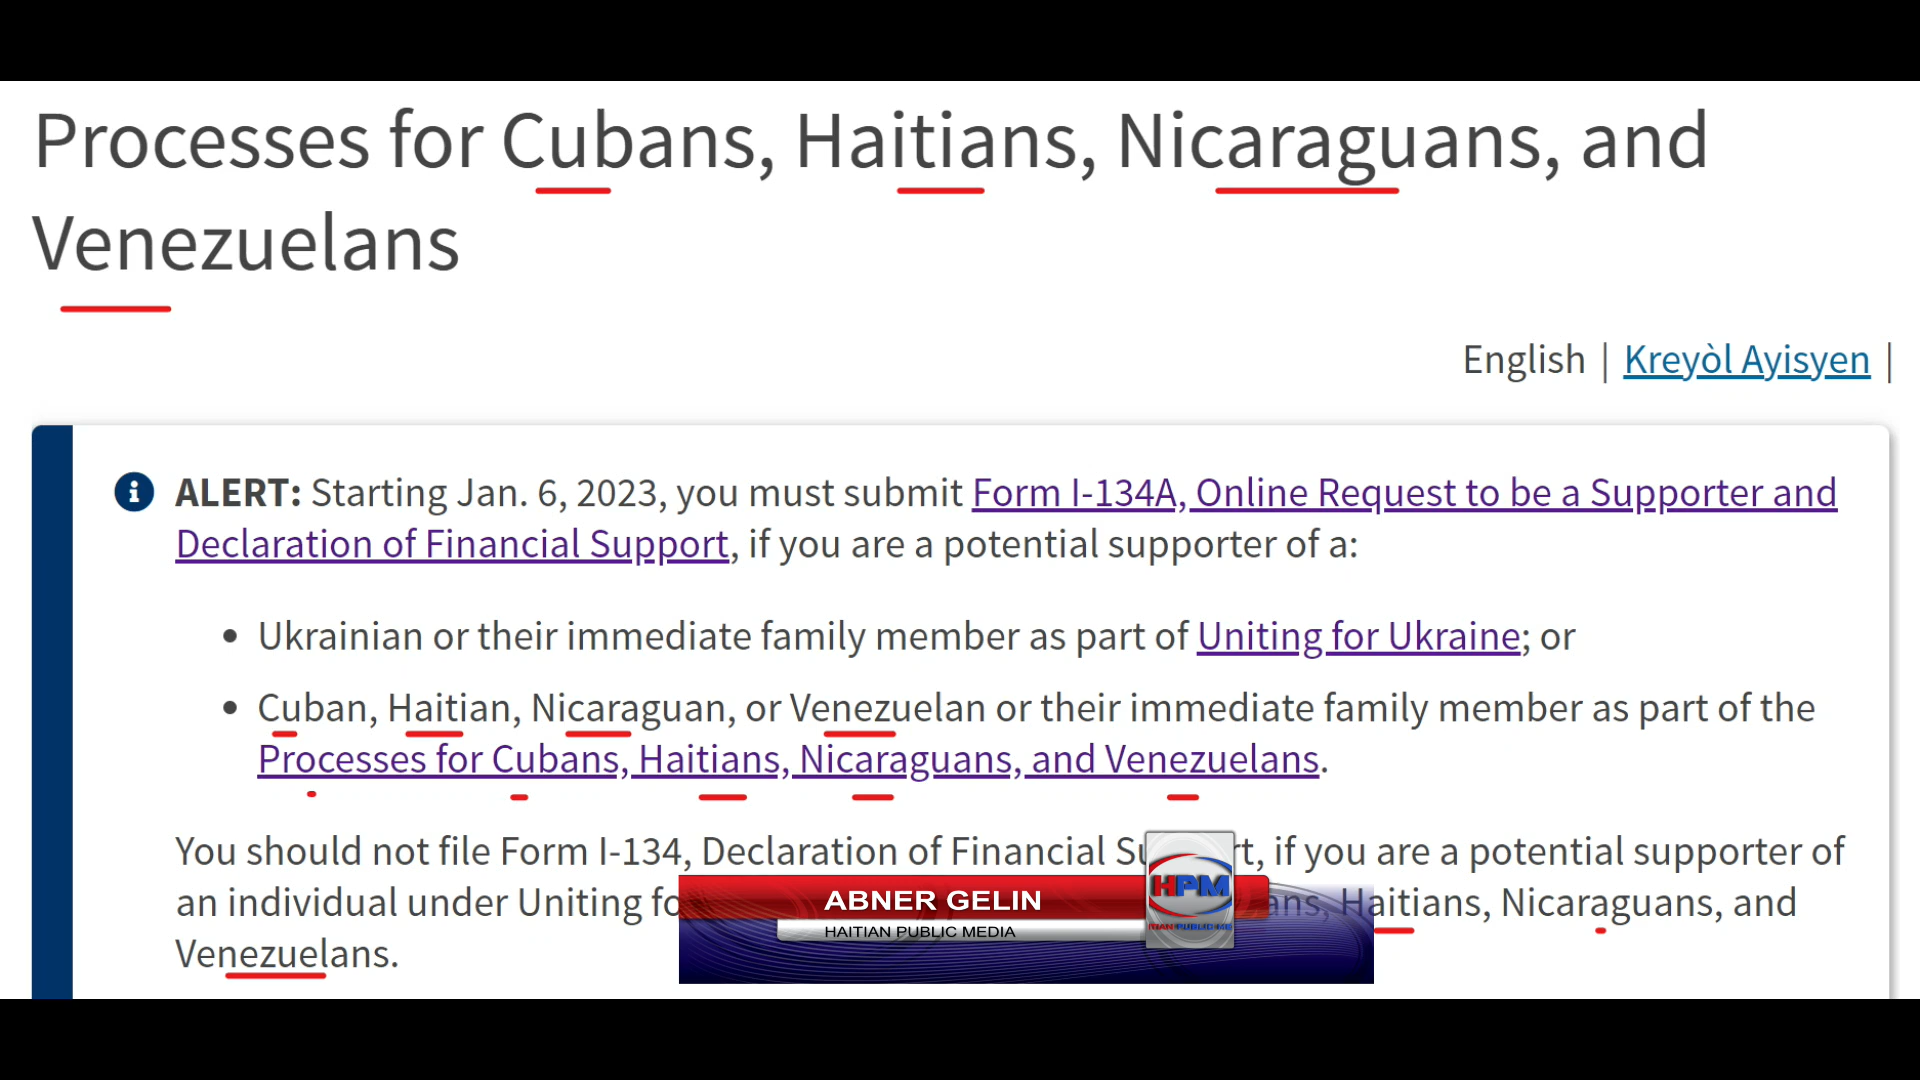 Processes for Cubans, Haitians, Nicaraguans, and
Venezuelans
English | Kreyòl Ayisyen |
ALERT: Starting Jan. 6, 2023, you must submit Form I-134A, Online Request to be a Supporter and
Declaration of Financial Support, if you are a potential supporter of a:
• Ukrainian or their immediate family member as part of Uniting for Ukraine; or
• Cuban, Haitian, Nicaraguan, or Venezuelan or their immediate family member as part of the
Processes for Cubans, Haitians, Nicaraguans, and Venezuelans.
You should not file Form I-134, Declaration of Financial if you are a potential supporter of
an individual under Uniting Haitians, Nicaraguans, and
Venezuelans.
ABNER GELIN
HAITIAN PUBLIC MEDIA
HPM